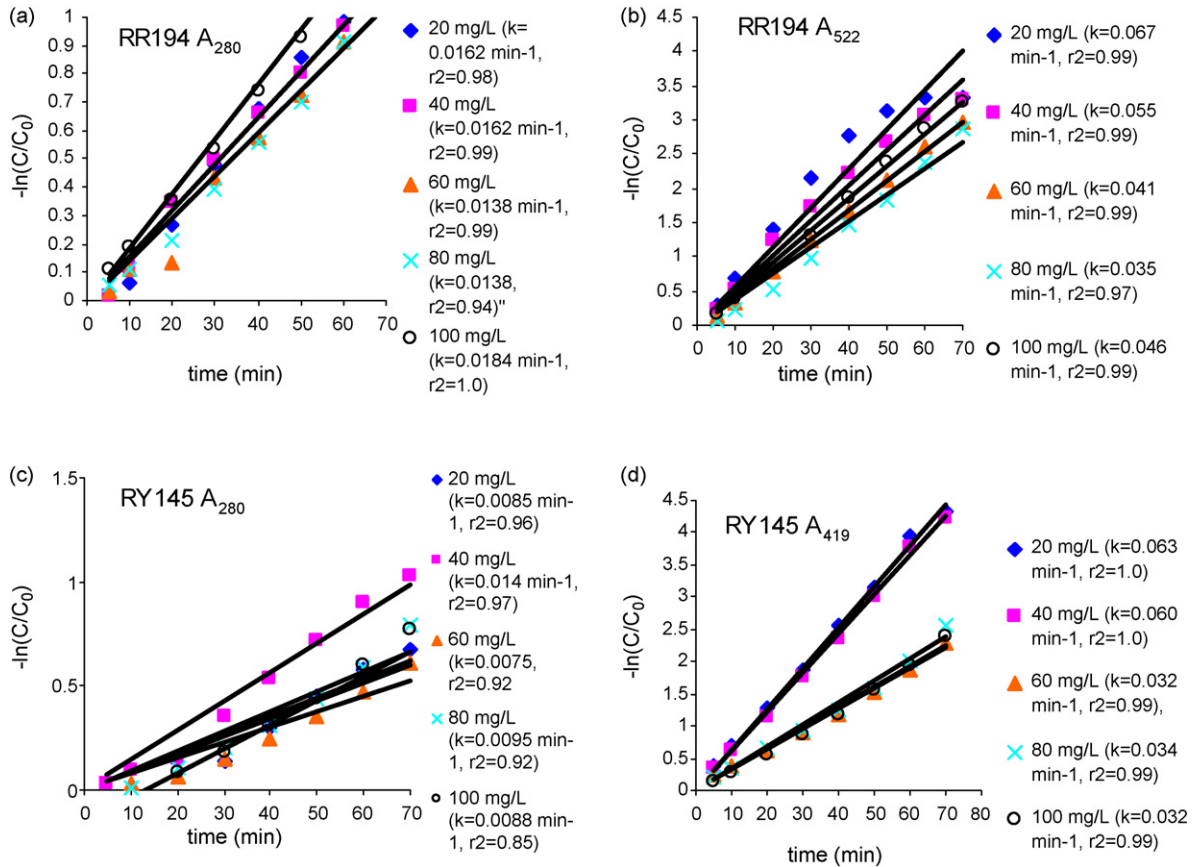 (a)
RR194 A280
-ln(C/C0)
1
0.9
0.8
0.7
0.6
0.5
0.4
0.3
0.2
0.1
0
0 10 20 30 40 50 60 70
time (min)
20 mg/L (k=
0.0162 min-1,
r2=0.98)
40 mg/L
(k=0.0162 min-1,
r2=0.99)
60 mg/L
(k=0.0138 min-1,
r2=0.99)
80 mg/L
(k=0.0138,
r2=0.94)"
100 mg/L
(k=0.0184 min-1,
r2=1.0)
(b)
RR194 A522
-ln(C/C0)
4.5
4
3.5
3
2.5
2
1.5
1
0.5
0
0 10 20 30 40 50 60 70
time (min)
20 mg/L (k=0.067
min-1, r2=0.99)
40 mg/L (k=0.055
min-1, r2=0.99)
60 mg/L (k=0.041
min-1, r2=0.99)
80 mg/L (k=0.035
min-1, r2=0.97)
100 mg/L (k=0.046
min-1, r2=0.99)
(c)
RY145 A280
-ln(C/C0)
1.5
1
0.5
0
0 10 20 30 40 50 60 70
time (min)
20 mg/L
(k=0.0085 min-
1, r2=0.96)
40 mg/L
(k=0.014 min-1,
r2=0.97)
60 mg/L
(k=0.0075,
r2=0.92
80 mg/L
(k=0.0095 min-
1, r2=0.92)
100 mg/L
(k=0.0088 min-
1, r2=0.85)
(d)
RY145 A419
-ln(C/C0)
4.5
4
3.5
3
2.5
2
1.5
1
0.5
0
0 10 20 30 40 50 60 70 80
time (min)
20 mg/L (k=0.063
min-1, r2=1.0)
40 mg/L (k=0.060
min-1, r2=1.0)
60 mg/L (k=0.032
min-1, r2=0.99),
80 mg/L (k=0.034
min-1, r2=0.99)
100 mg/L (k=0.032
min-1, r2=0.99)